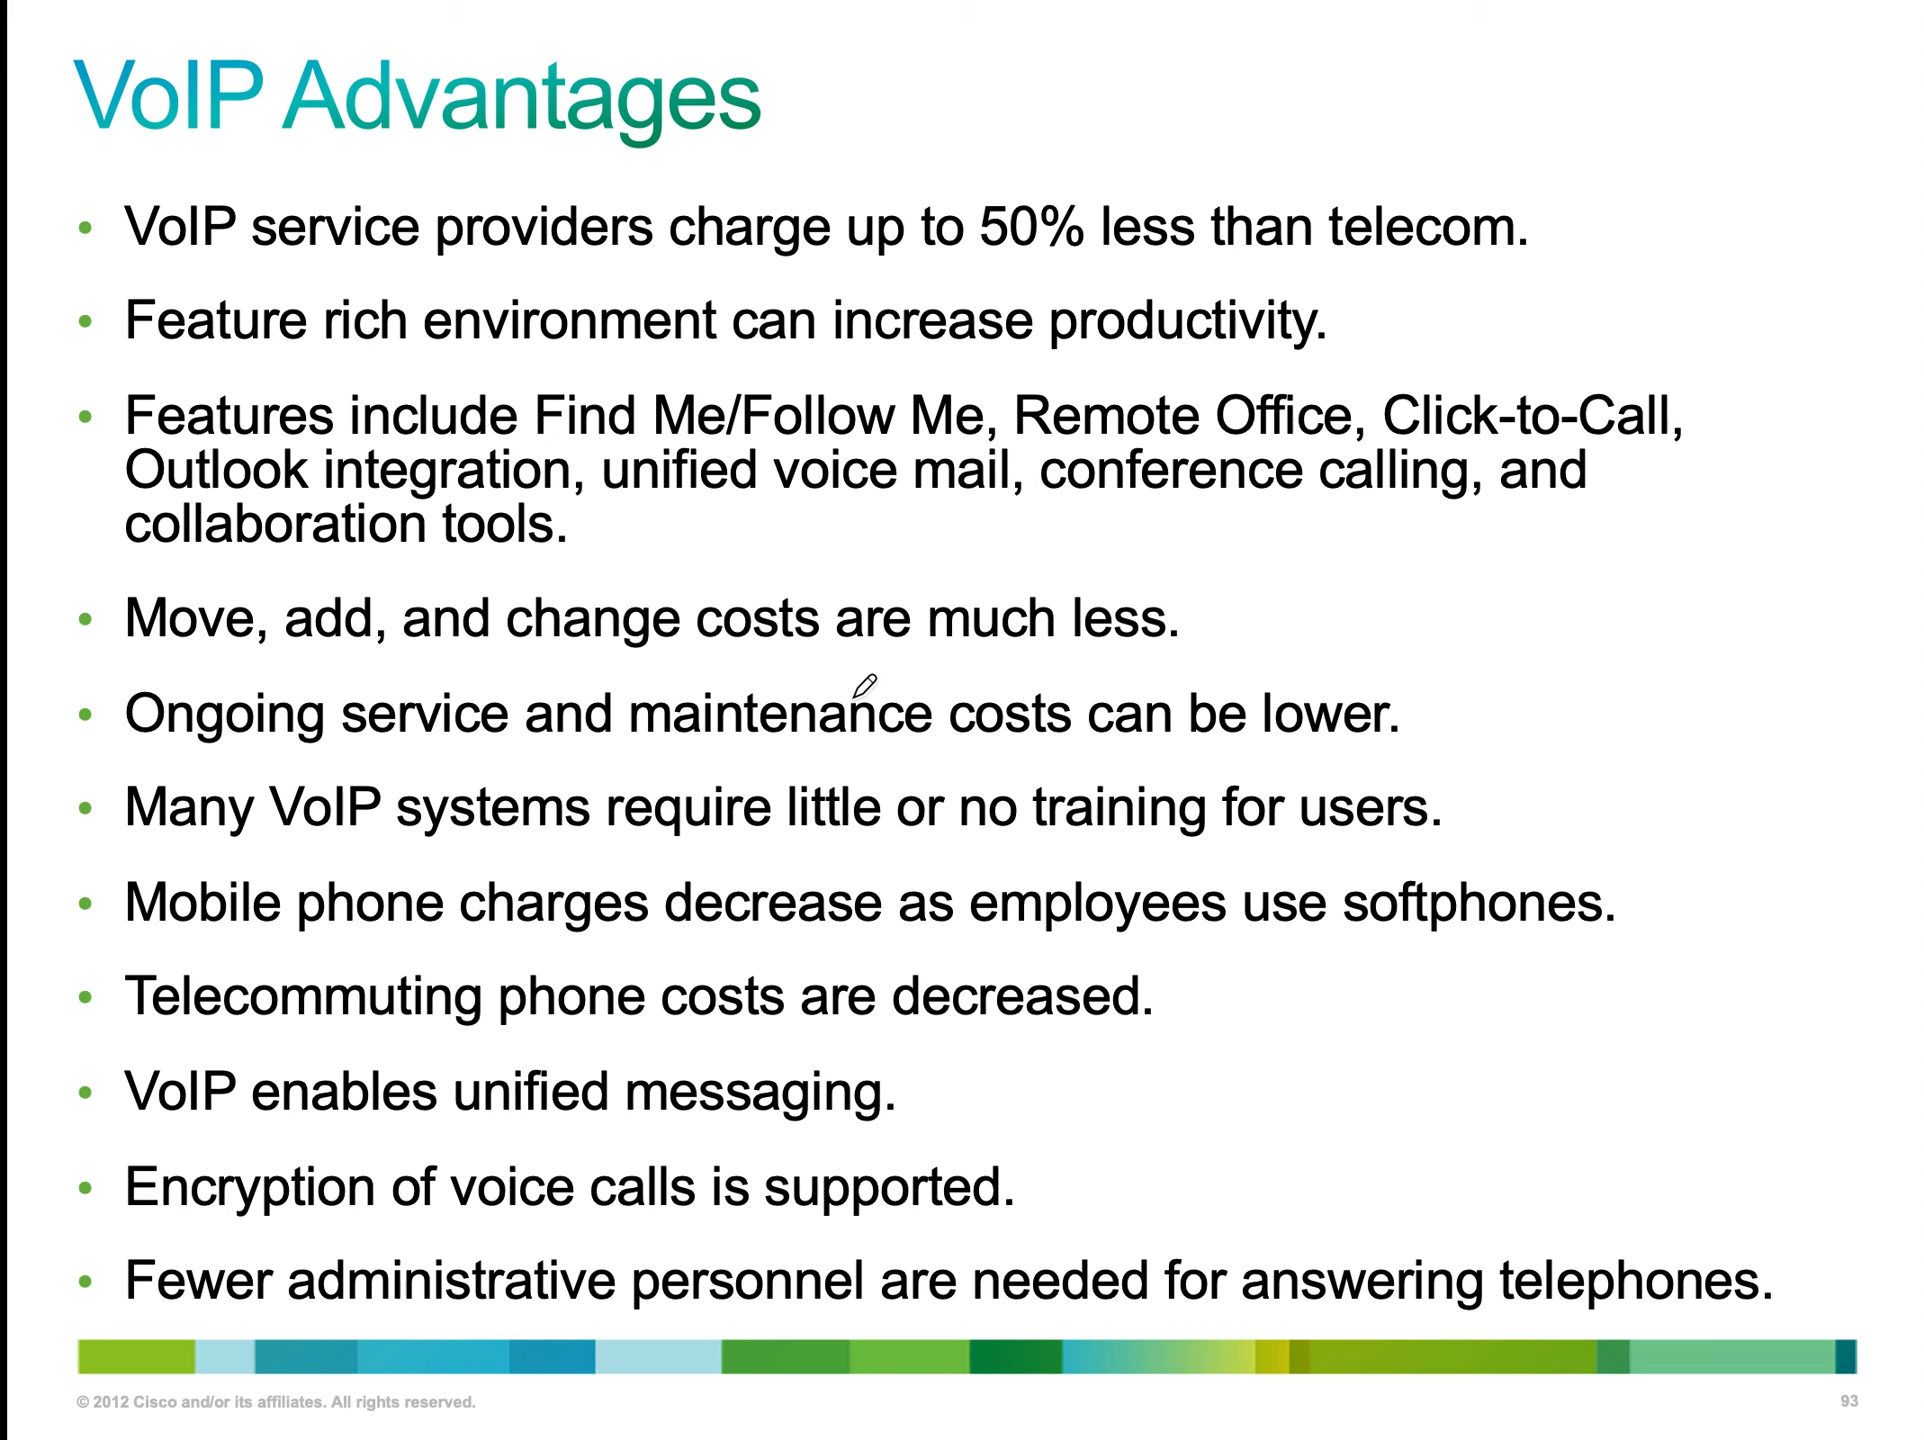 VoIP Advantages
• VoIP service providers charge up to 50% less than telecom.
• Feature rich environment can increase productivity.
• Features include Find Me/Follow Me, Remote Office, Click-to-Call,
Outlook integration, unified voice mail, conference calling, and
collaboration tools.
• Move, add, and change costs are much less.
• Ongoing service and maintenance costs can be lower.
• Many VoIP systems require little or no training for users.
• Mobile phone charges decrease as employees use softphones.
• Telecommuting phone costs are decreased.
• VoIP enables unified messaging.
• Encryption of voice calls is supported.
• Fewer administrative personnel are needed for answering telephones.
© 2012 Cisco and/or its affiliates. All rights reserved.
93